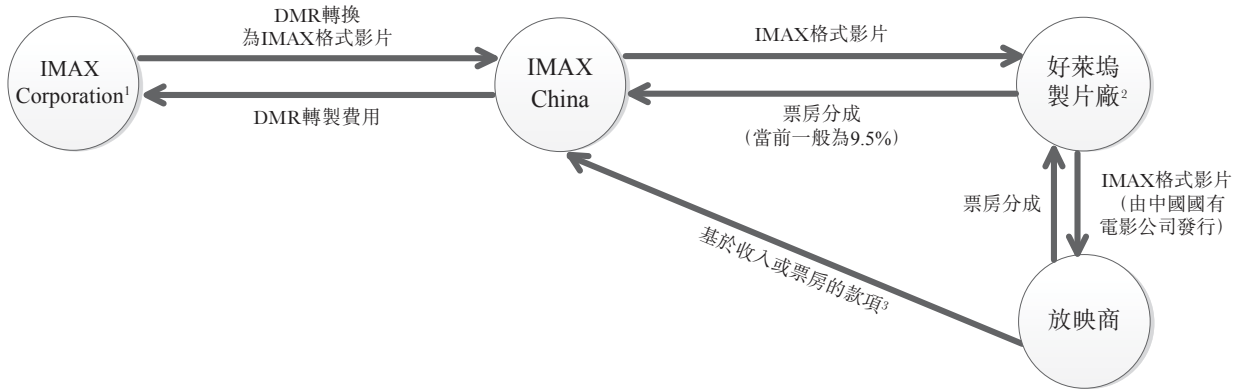 DMR轉換
為IMAX格式影片
IMAX
Corporation¹
DMR轉製費用
IMAX
China
IMAX格式影片
票房分成
（當前一般為9.5%）
好萊塢
製片廠²
票房分成
IMAX格式影片
（由中國國有
電影公司發行）
基於收入或票房的款項³
放映商